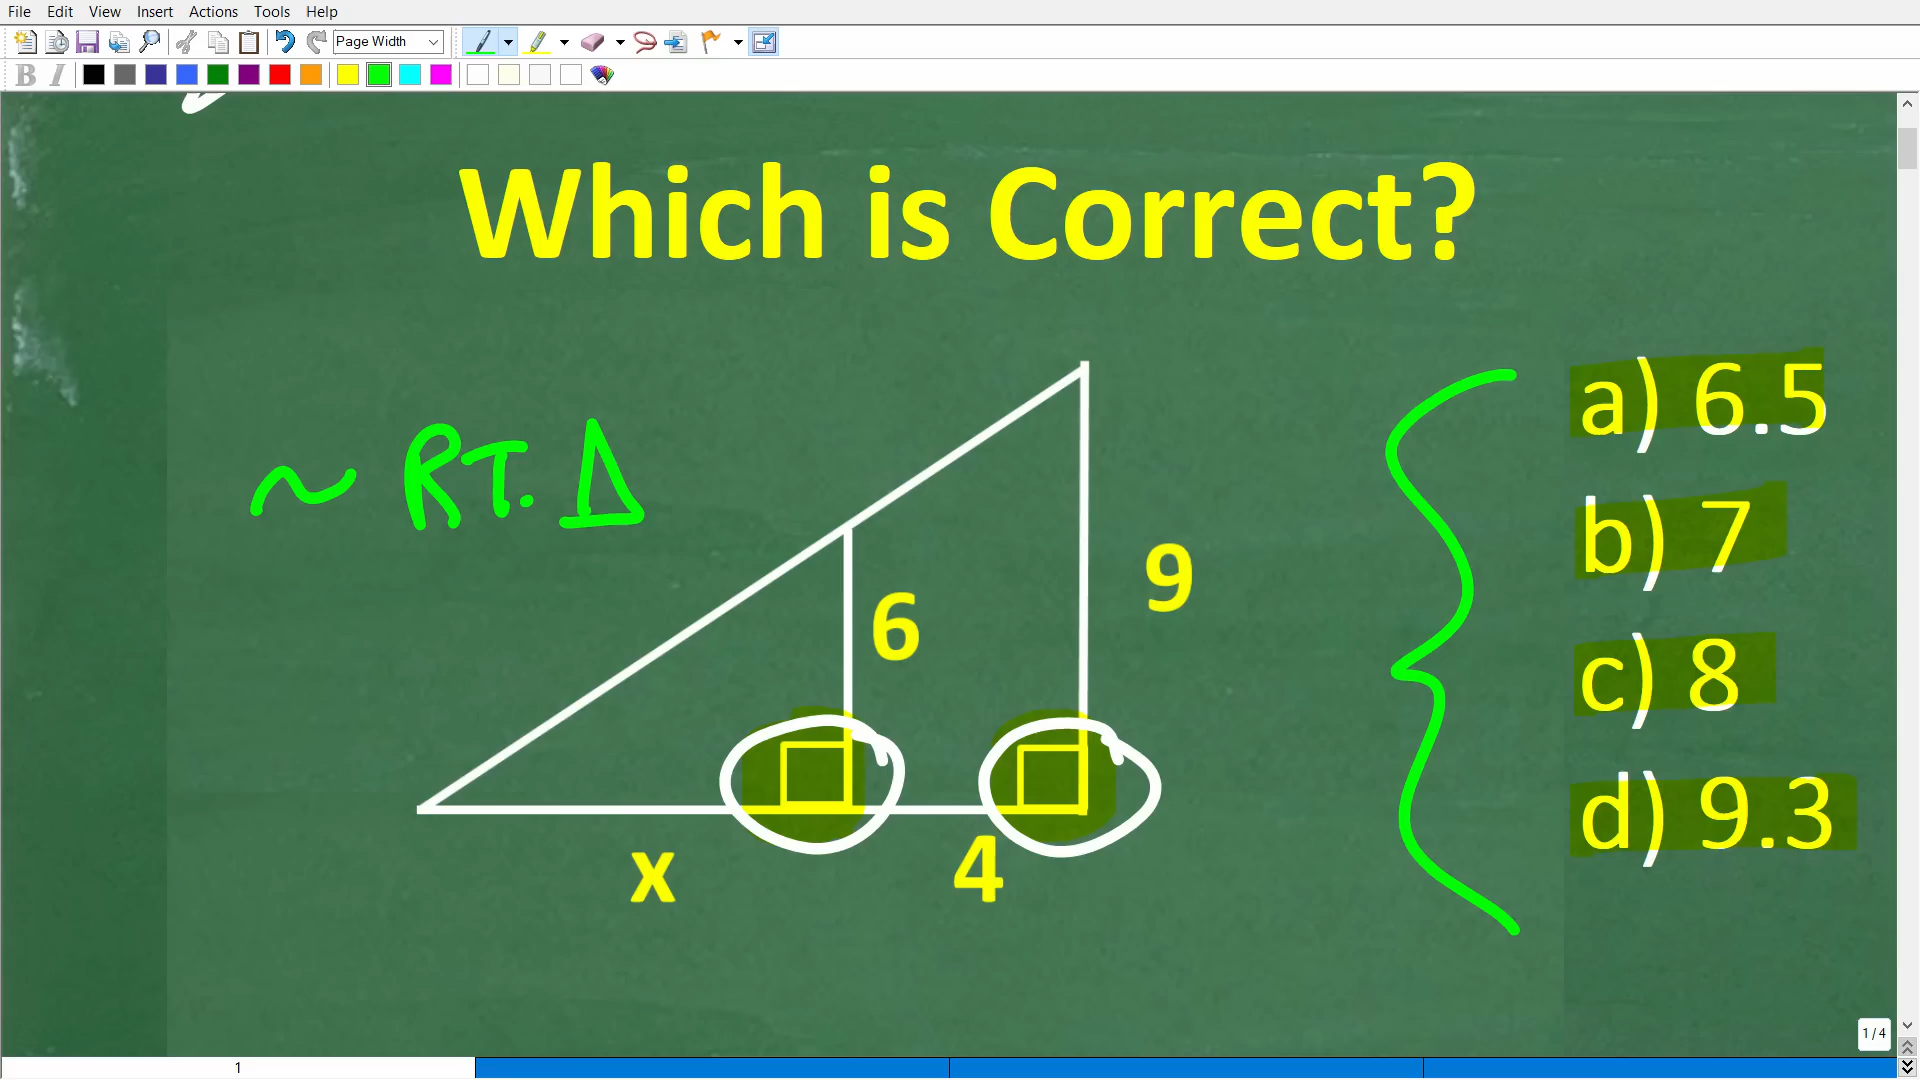 File Edit View Insert Actions Tools Help
Page Width
B I
Which is Correct?
~ RT. Δ
a) 6.5
b) 7
c) 8
d) 9.3
9
6
x
4
1 / 4
1